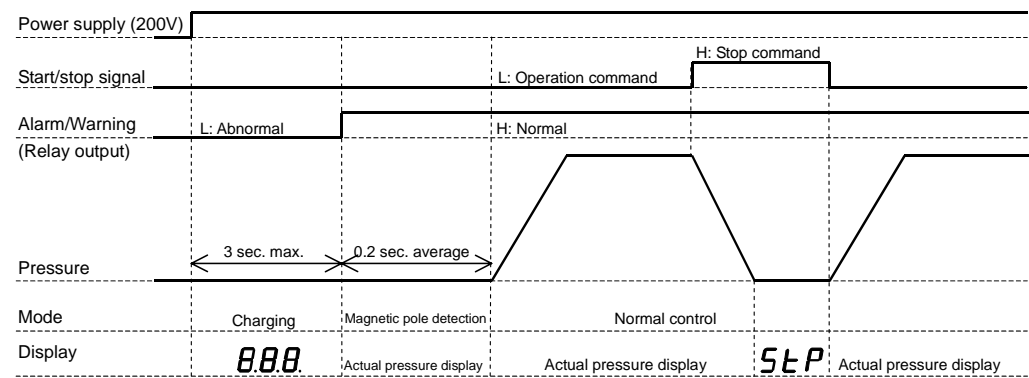 Power supply (200V)
H: Stop command
Start/stop signal
L: Operation command
Alarm/Warning
L: Abnormal
H: Normal
(Relay output)
3 sec. max.
0.2 sec. average
Pressure
Mode
Charging
Magnetic pole detection
Normal control
Display
8.8.8.
Actual pressure display
Actual pressure display
StP
Actual pressure display